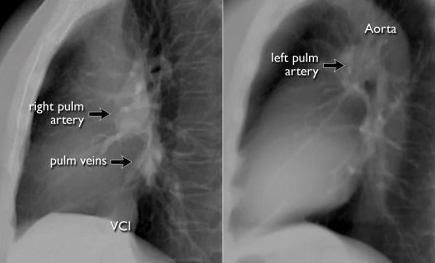 right pulm
artery
pulm veins
VCI
Aorta
left pulm
artery